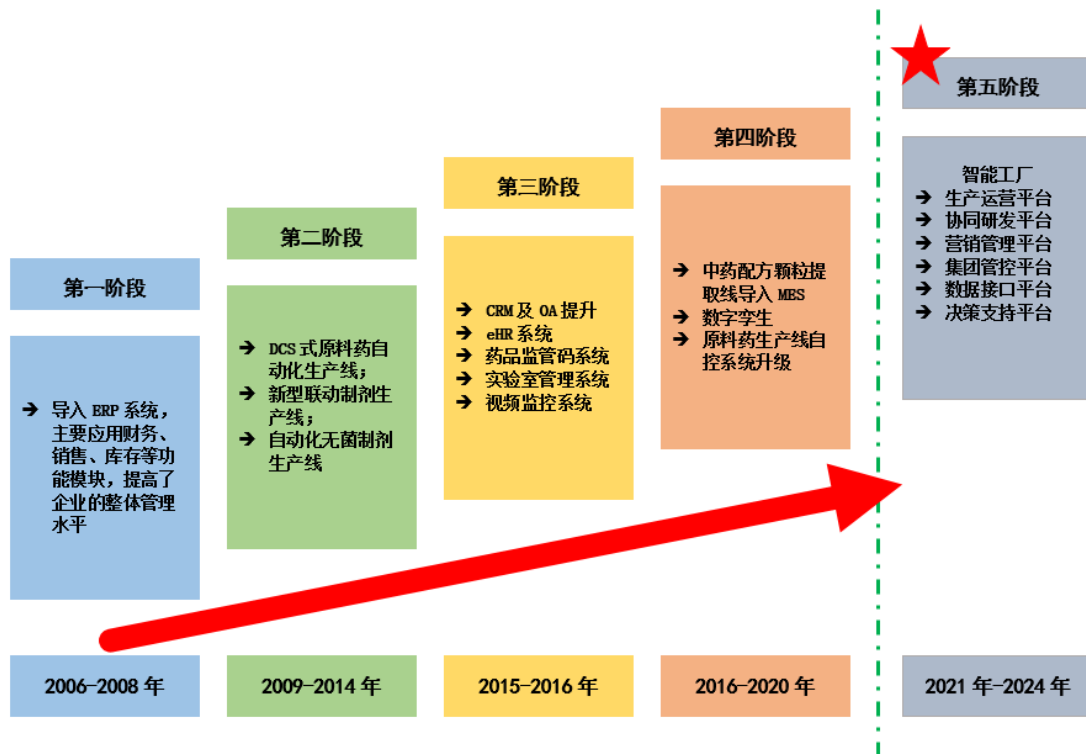 第一阶段
导入 ERP 系统，
主要应用财务、
销售、库存等功
能模块，提高了
企业的整体管理
水平
2006-2008 年
第二阶段
DCS 式原料药自
动化生产线；
新型联动制剂生
产线；
自动化无菌制剂
生产线
2009-2014 年
第三阶段
CRM 及 OA 提升
eHR 系统
药品监管码系统
实验室管理系统
视频监控系统
2015-2016 年
第四阶段
中药配方颗粒提
取线导入 MES
数字孪生
原料药生产线自
控系统升级
2016-2020 年
第五阶段
智能工厂
生产运营平台
协同研发平台
营销管理平台
集团管控平台
数据接口平台
决策支持平台
2021 年-2024 年